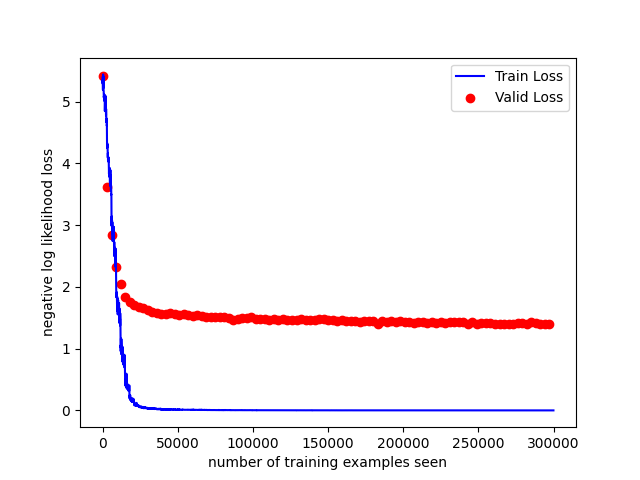 Train Loss
Valid Loss
5
4
3
2
1
0
negative log likelihood loss
0 50000 100000 150000 200000 250000 300000
number of training examples seen